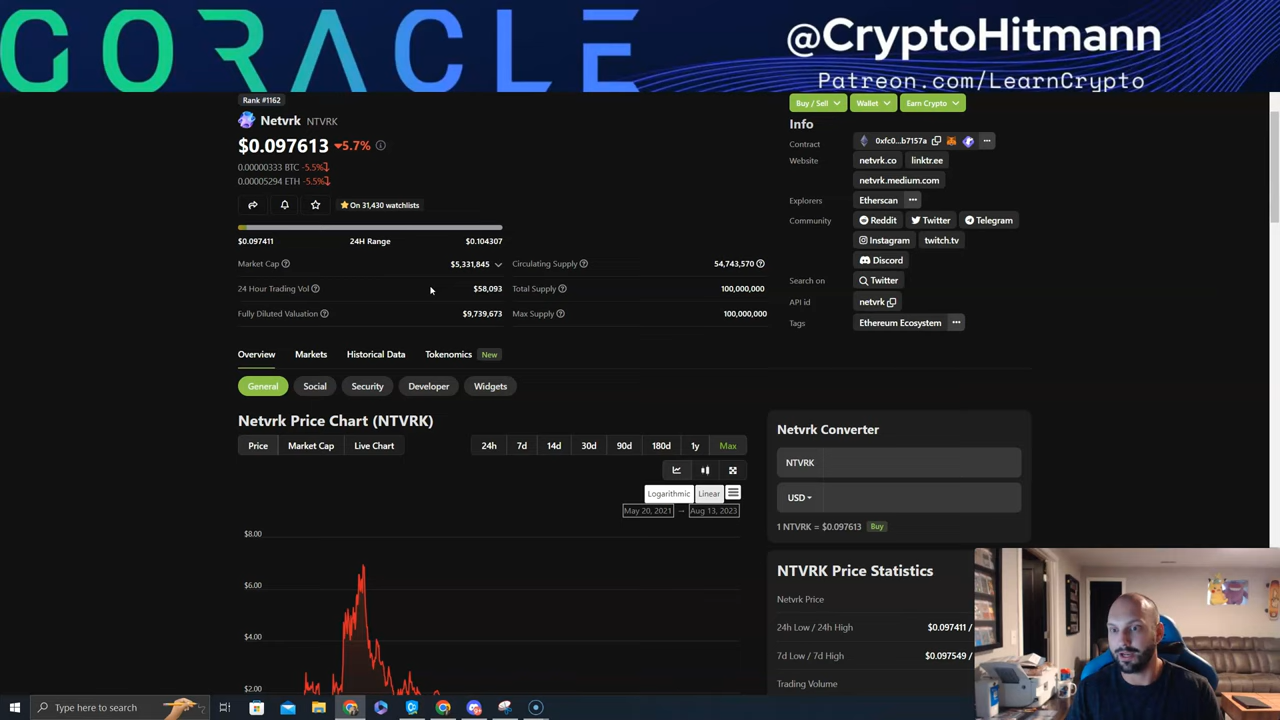 GORACLE
@CryptoHitmann
Patreon.com/LearnCrypto
Rank #1162
Netvrk NTVRK
$0.097613 5.7%
0.00000333 BTC -5.5%
0.00005294 ETH -5.5%
On 31,430 watchlists
$0.097411 24H Range $0.104307
Market Cap $5,331,845
Circulating Supply 54,743,570
24 Hour Trading Vol $58,093
Total Supply 100,000,000
Fully Diluted Valuation $9,739,673
Max Supply 100,000,000
Buy / Sell Wallet Earn Crypto
Info
Contract 0xfc0...b7157a
Website netvrk.co linktr.ee
netvrk.medium.com
Explorers Etherscan
Community Reddit Twitter Telegram
Instagram twitch.tv
Discord
Search on Twitter
API id netvrk
Tags Ethereum Ecosystem
Overview Markets Historical Data Tokenomics New
General Social Security Developer Widgets
Netvrk Price Chart (NTVRK)
Price Market Cap Live Chart 24h 7d 14d 30d 90d 180d 1y Max
Logarithmic Linear
May 20, 2021 → Aug 13, 2023
$8.00
$6.00
$4.00
$2.00
Netvrk Converter
NTVRK
USD
1 NTVRK = $0.097613 Buy
NTVRK Price Statistics
Netvrk Price
24h Low / 24h High $0.097411 /
7d Low / 7d High $0.097549 /
Trading Volume
Type here to search